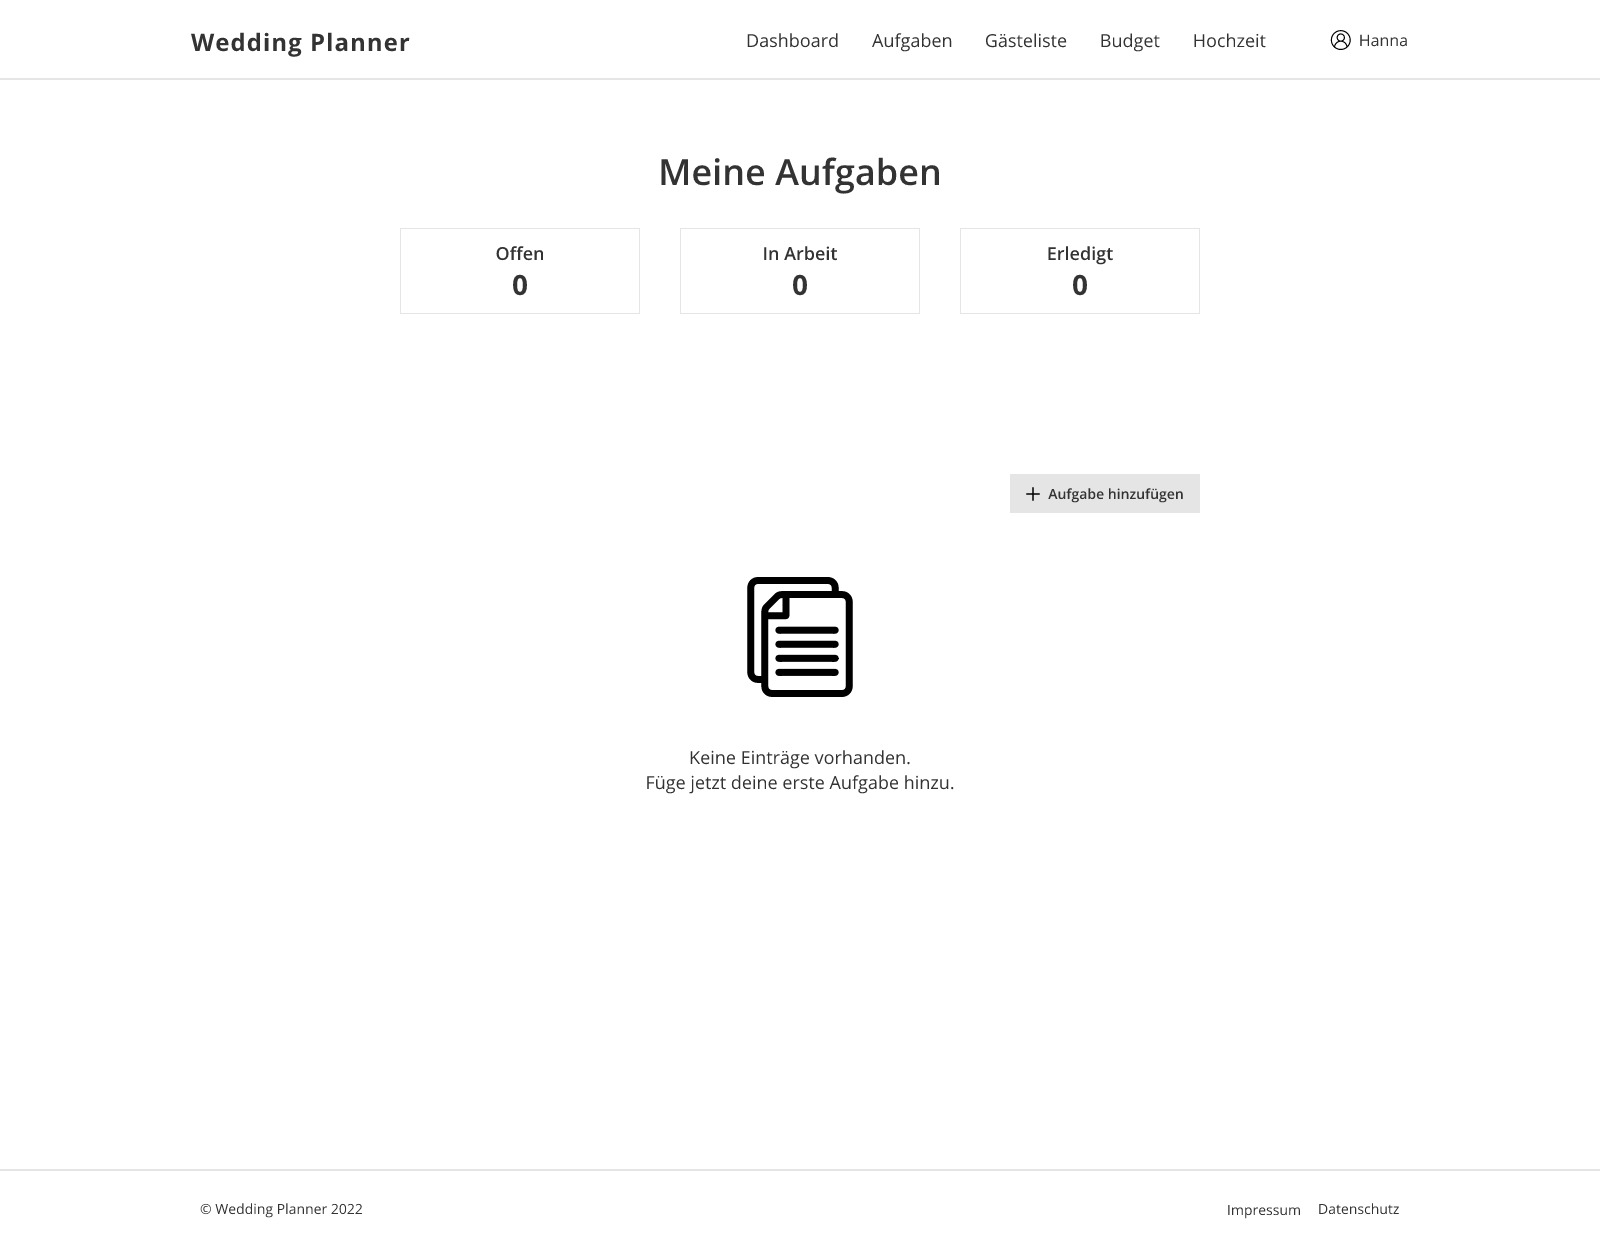 Wedding Planner
Dashboard Aufgaben Gästeliste Budget Hochzeit Hanna
Meine Aufgaben
Offen In Arbeit Erledigt
0 0 0
Aufgabe hinzufügen
Keine Einträge vorhanden.
Füge jetzt deine erste Aufgabe hinzu.
© Wedding Planner 2022 Impressum Datenschutz